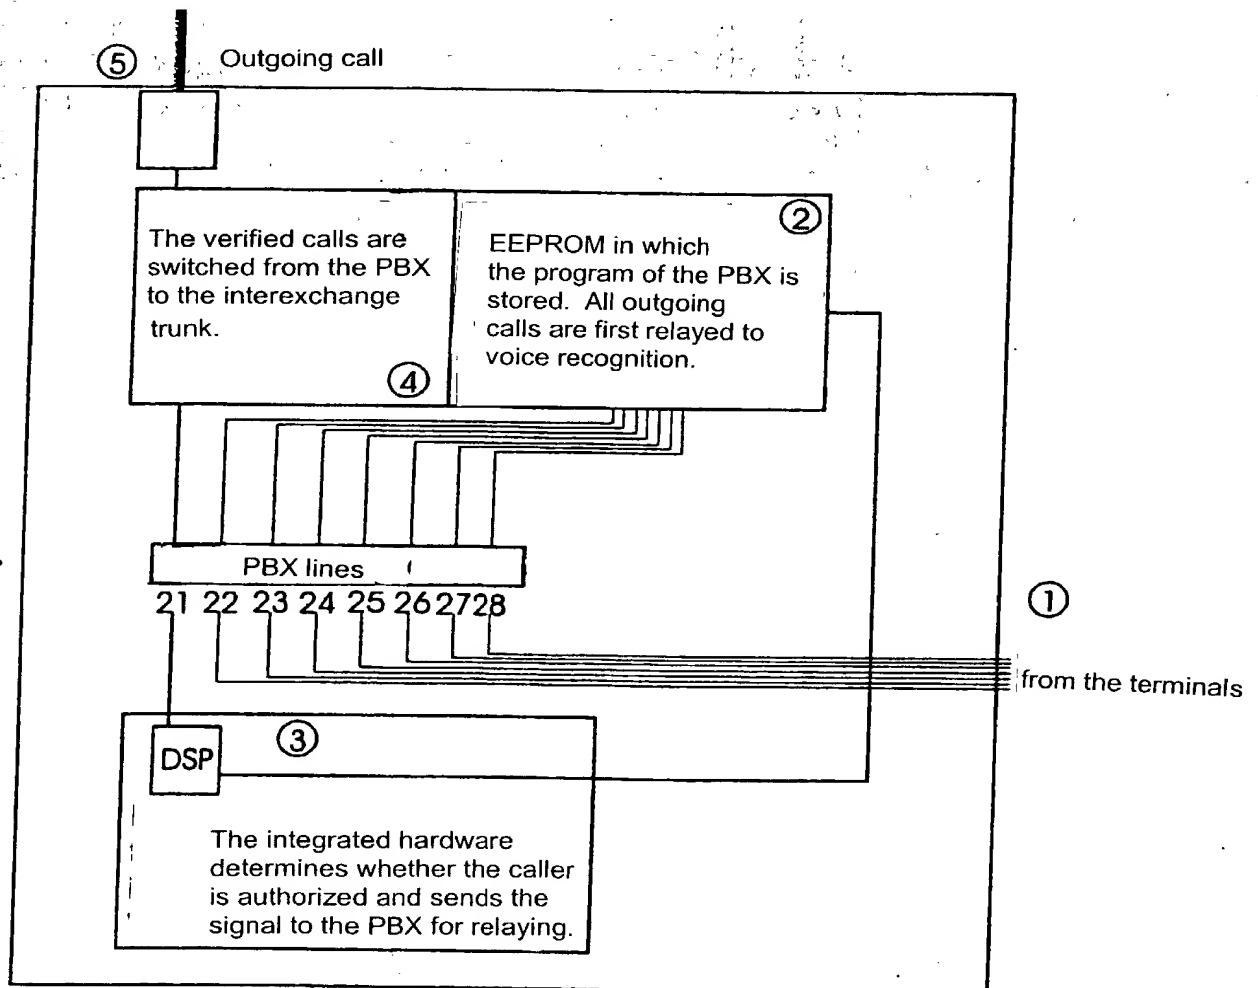 ⑤ Outgoing call
The verified calls are
switched from the PBX
to the interexchange
trunk.
④
②
EEPROM in which
the program of the PBX is
stored. All outgoing
calls are first relayed to
voice recognition.
PBX lines
21 22 23 24 25 26 27 28
①
from the terminals
③
DSP
The integrated hardware
determines whether the caller
is authorized and sends the
signal to the PBX for relaying.